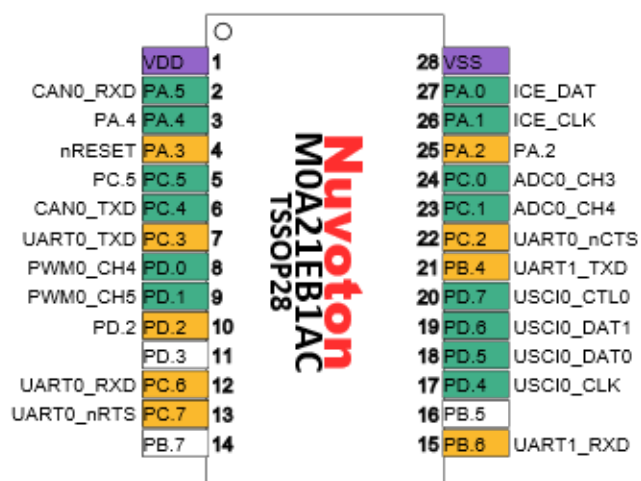 VDD 1 28 VSS
CAN0_RXD PA.5 2 27 PA.0 ICE_DAT
PA.4 PA.4 3 26 PA.1 ICE_CLK
nRESET PA.3 4 25 PA.2 PA.2
PC.5 PC.5 5 24 PC.0 ADC0_CH3
CAN0_TXD PC.4 6 23 PC.1 ADC0_CH4
UART0_TXD PC.3 7 22 PC.2 UART0_nCTS
PWM0_CH4 PD.0 8 21 PB.4 UART1_TXD
PWM0_CH5 PD.1 9 20 PD.7 USCI0_CTL0
PD.2 PD.2 10 19 PD.6 USCI0_DAT1
PD.3 11 18 PD.5 USCI0_DAT0
UART0_RXD PC.6 12 17 PD.4 USCI0_CLK
UART0_nRTS PC.7 13 16 PB.5
PB.7 14 15 PB.6 UART1_RXD
Nuvoton
M0A21EB1AC
TSSOP28